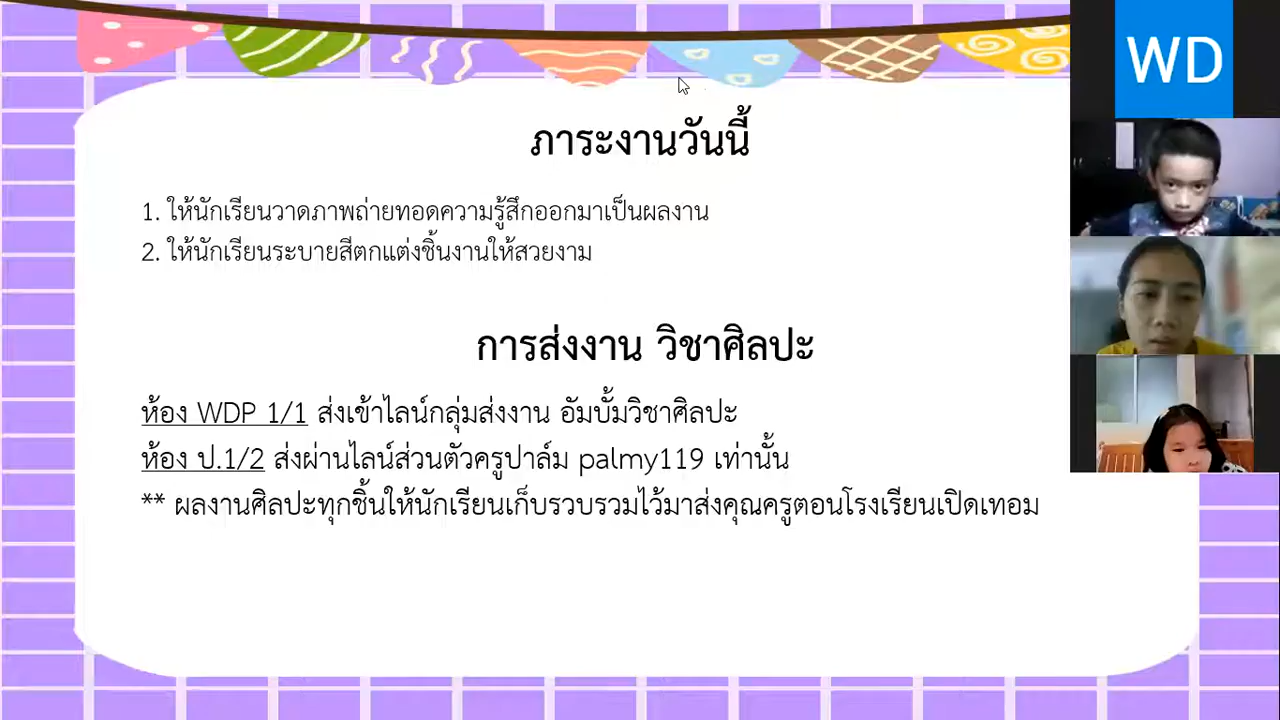 ภาระงานวันนี้
1. ให้นักเรียนวาดภาพถ่ายทอดความรู้สึกออกมาเป็นผลงาน
2. ให้นักเรียนระบายสีตกแต่งชิ้นงานให้สวยงาม
การส่งงาน วิชาศิลปะ
ห้อง WDP 1/1 ส่งเข้าไลน์กลุ่มส่งงาน อัมบั้มวิชาศิลปะ
ห้อง ป.1/2 ส่งผ่านไลน์ส่วนตัวครูปาล์ม palmy119 เท่านั้น
** ผลงานศิลปะทุกชิ้นให้นักเรียนเก็บรวบรวมไว้มาส่งคุณครูตอนโรงเรียนเปิดเทอม
WD